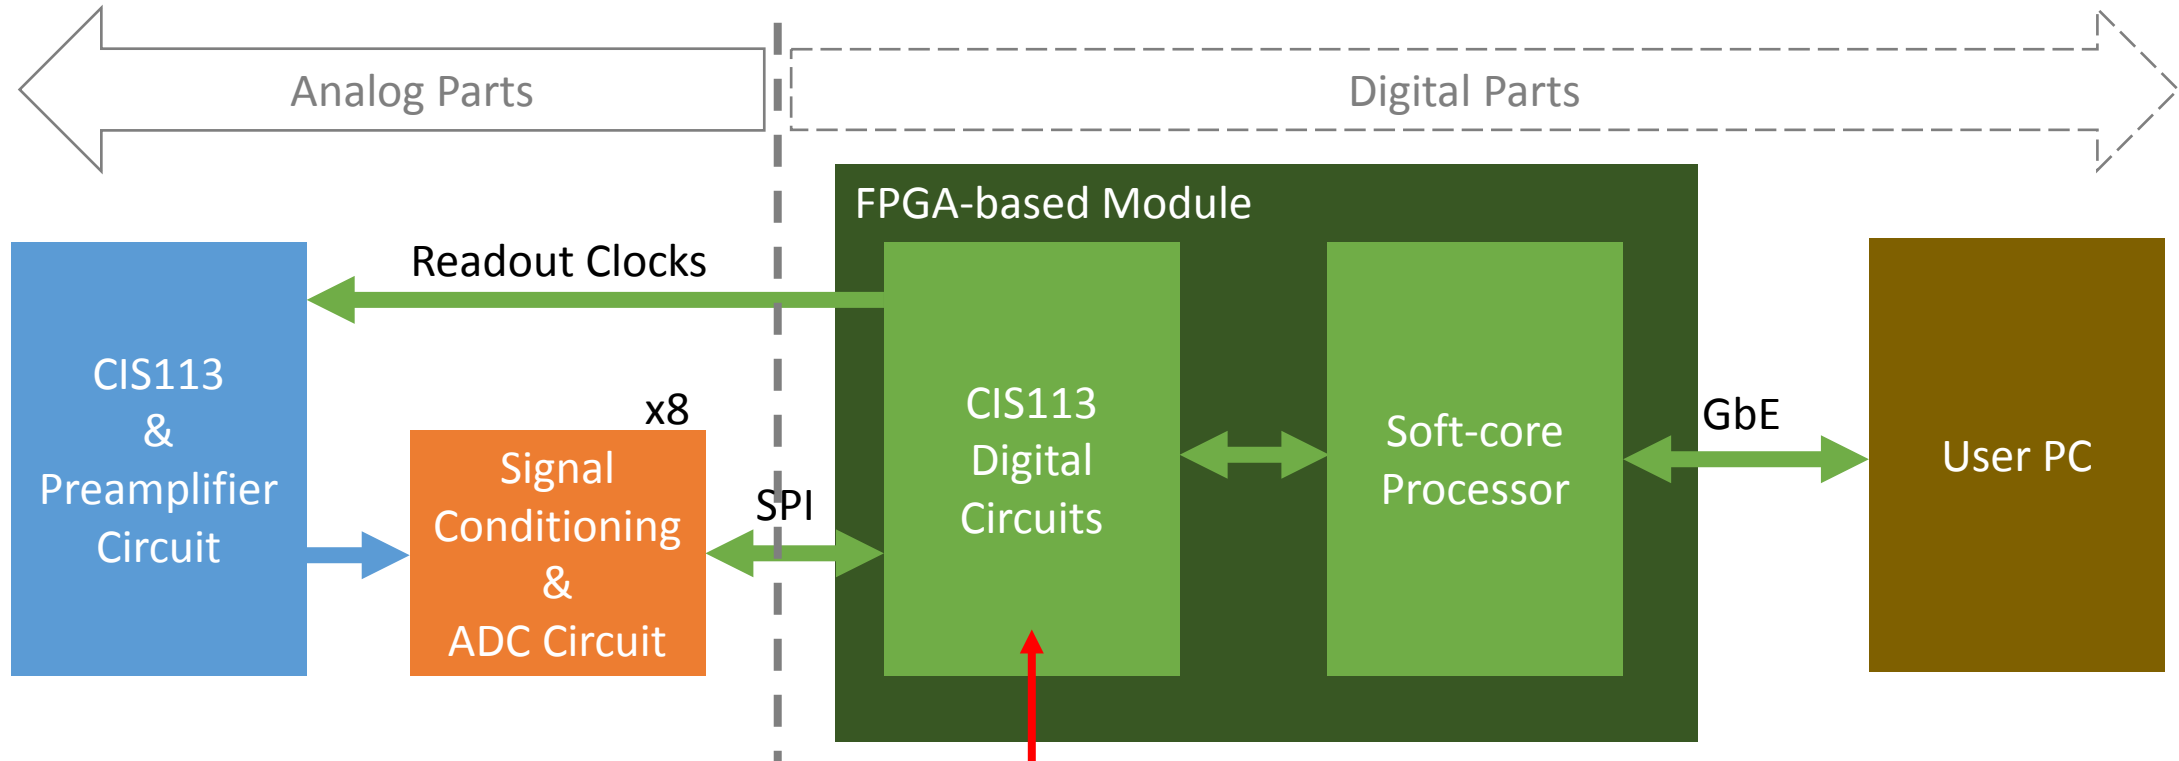 Analog Parts
Digital Parts
FPGA-based Module
Readout Clocks
CIS113
&
Preamplifier
Circuit
x8
Signal
Conditioning
&
ADC Circuit
SPI
CIS113
Digital
Circuits
Soft-core
Processor
GbE
User PC